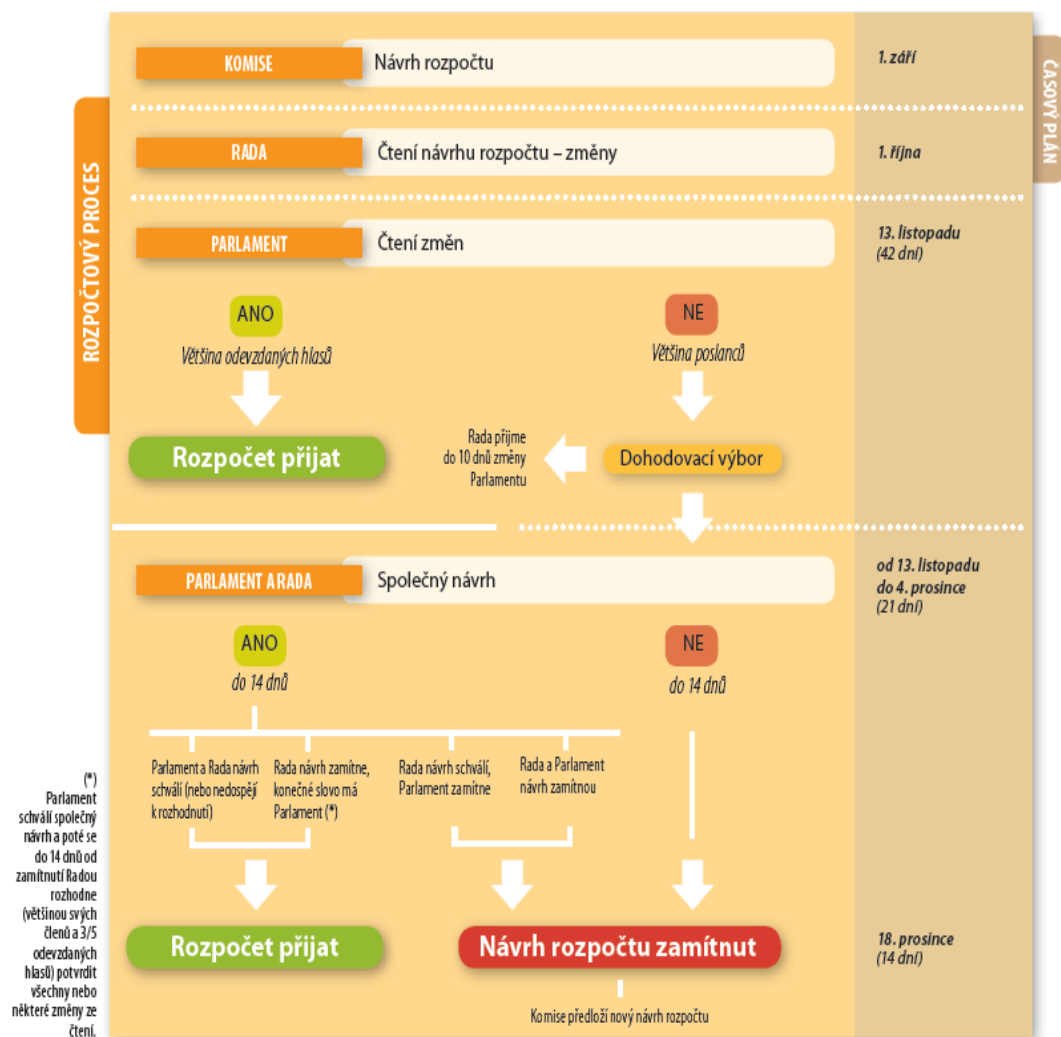 KOMISE
Návrh rozpočtu
1. září
ČASOVÝ PLÁN
ROZPOČTOVÝ PROCES
RADA
Čtení návrhu rozpočtu – změny
1. října
PARLAMENT
Čtení změn
13. listopadu
(42 dní)
ANO
Většina odevzdaných hlasů
NE
Většina poslanců
Rozpočet přijat
Rada přijme
do 10 dnů změny
Parlamentu
Dohodovací výbor
PARLAMENT A RADA
Společný návrh
od 13. listopadu
do 4. prosince
(21 dní)
ANO
do 14 dnů
NE
do 14 dnů
Parlament a Rada návrh
schválí (nebo nedospějí
k rozhodnutí)
Rada návrh zamítne,
konečné slovo má
Parlament (*)
Rada návrh schválí,
Parlament zamítne
Rada a Parlament
návrh zamítnou
(*)
Parlament
schválí společný
návrh a poté se
do 14 dnů od
zamítnutí Radou
rozhodne
(většinou svých
členů a 3/5
odevzdaných
hlasů) potvrdit
všechny nebo
některé změny ze
čtení.
Rozpočet přijat
Návrh rozpočtu zamítnut
18. prosince
(14 dní)
Komise předloží nový návrh rozpočtu